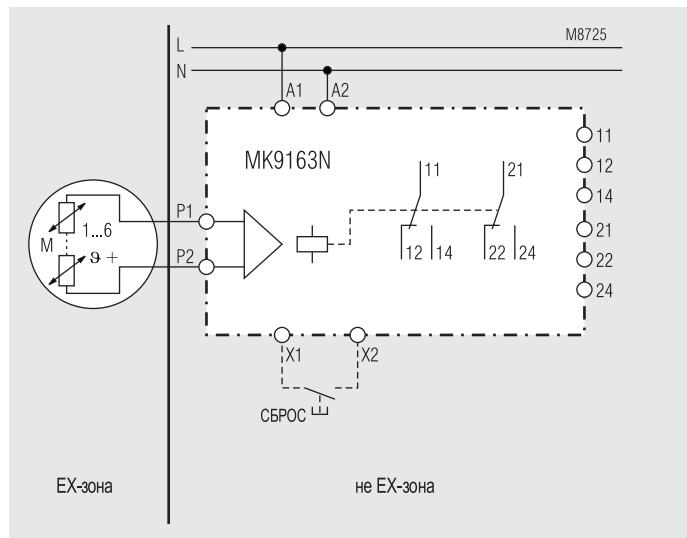 L
M8725
N
A1
A2
MK9163N
11
12
14
21
22
24
11
21
12
14
22
24
P1
P2
M
1...6
ϑ +
X1
X2
СБРОС
EX-зона
не EX-зона